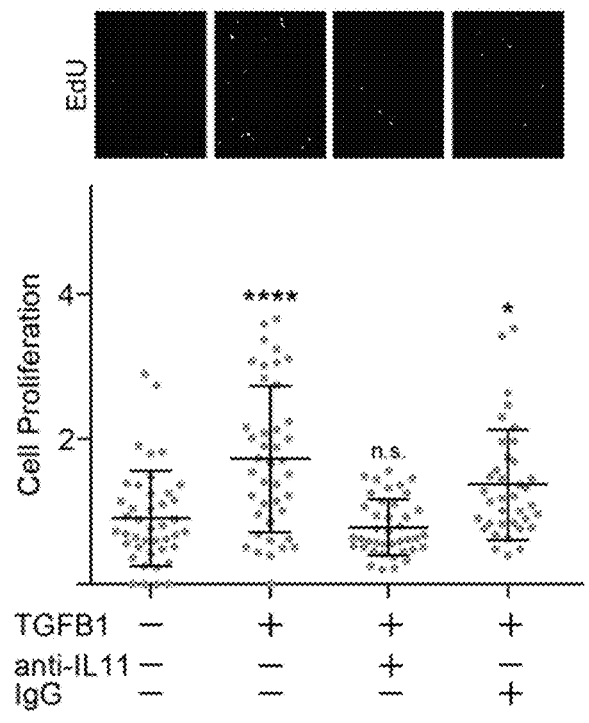 EdU
Cell Proliferation
4
2
****
n.s.
*
TGFB1 − + + +
anti-IL11 − − + −
IgG − − − +